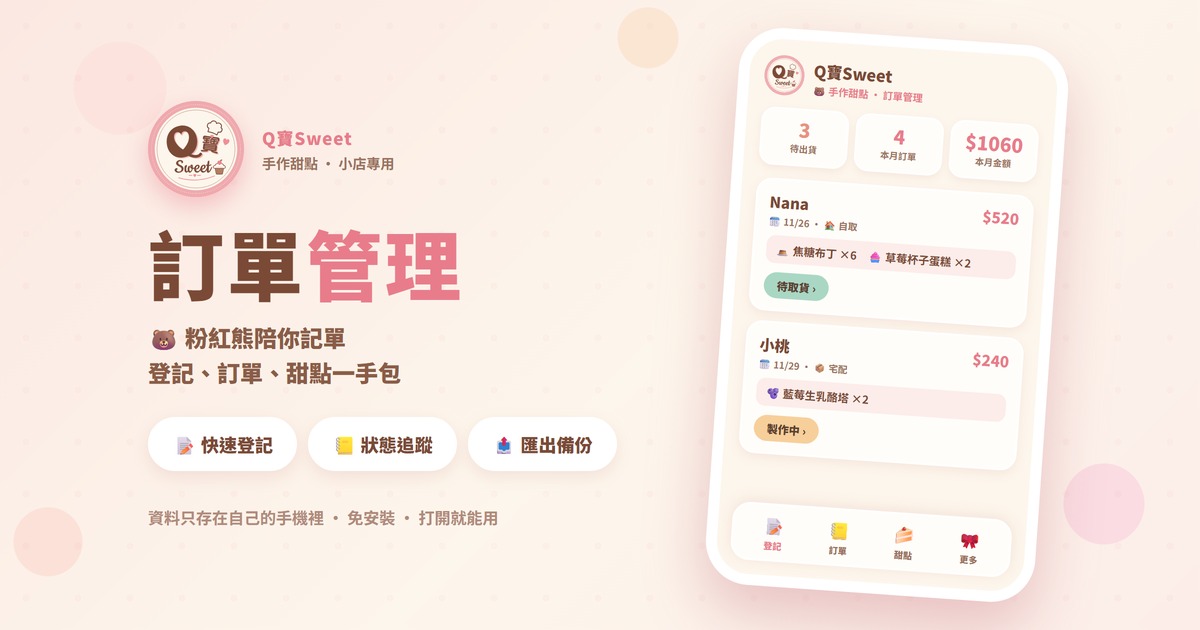 Q寶
Sweet
Q寶Sweet
手作甜點 · 小店專用
訂單管理
粉紅熊陪你記單
登記、訂單、甜點一手包
快速登記
狀態追蹤
匯出備份
資料只存在自己的手機裡 · 免安裝 · 打開就能用
Q寶
Sweet
Q寶Sweet
手作甜點 · 訂單管理
3
待出貨
4
本月訂單
$1060
本月金額
Nana
$520
11/26 · 自取
焦糖布丁 ×6 草莓杯子蛋糕 ×2
待取貨 ›
小桃
$240
11/29 · 宅配
藍莓生乳酪塔 ×2
製作中 ›
登記
訂單
甜點
更多